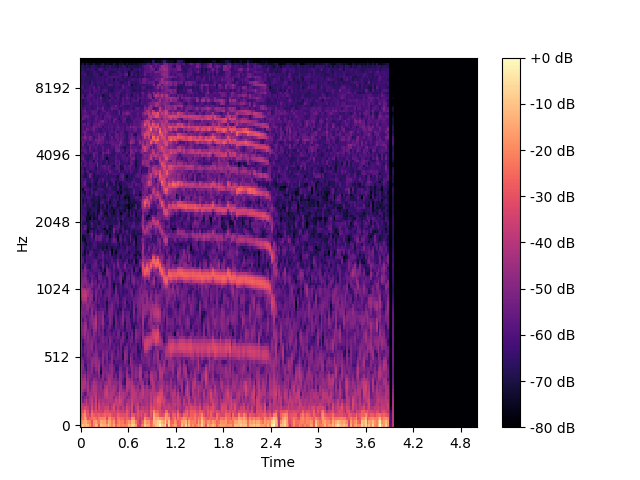 Hz
8192
4096
2048
1024
512
0
0 0.6 1.2 1.8 2.4 3 3.6 4.2 4.8
Time
+0 dB
-10 dB
-20 dB
-30 dB
-40 dB
-50 dB
-60 dB
-70 dB
-80 dB